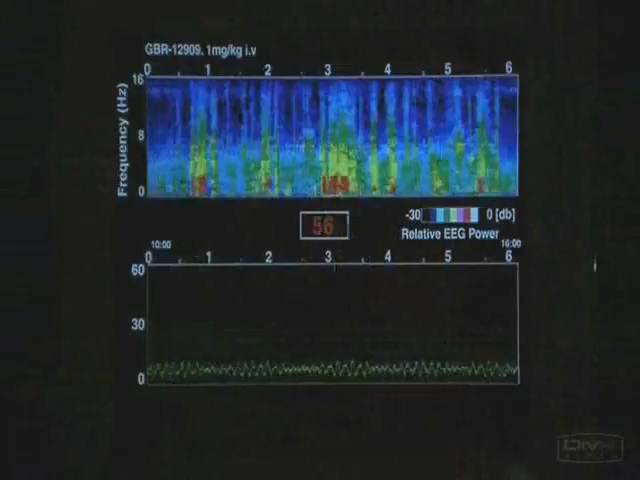 GBR-12909. 1mg/kg i.v
0 1 2 3 4 5 6
16
8
0
Frequency (Hz)
56
-30 0 [db]
Relative EEG Power
10:00 16:00
0 1 2 3 4 5 6
60
30
0
DivX